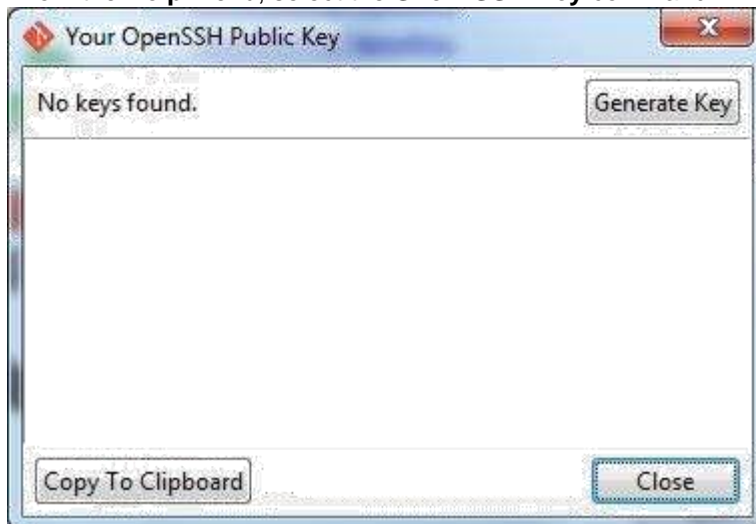 Your OpenSSH Public Key
No keys found.
Generate Key
Copy To Clipboard
Close